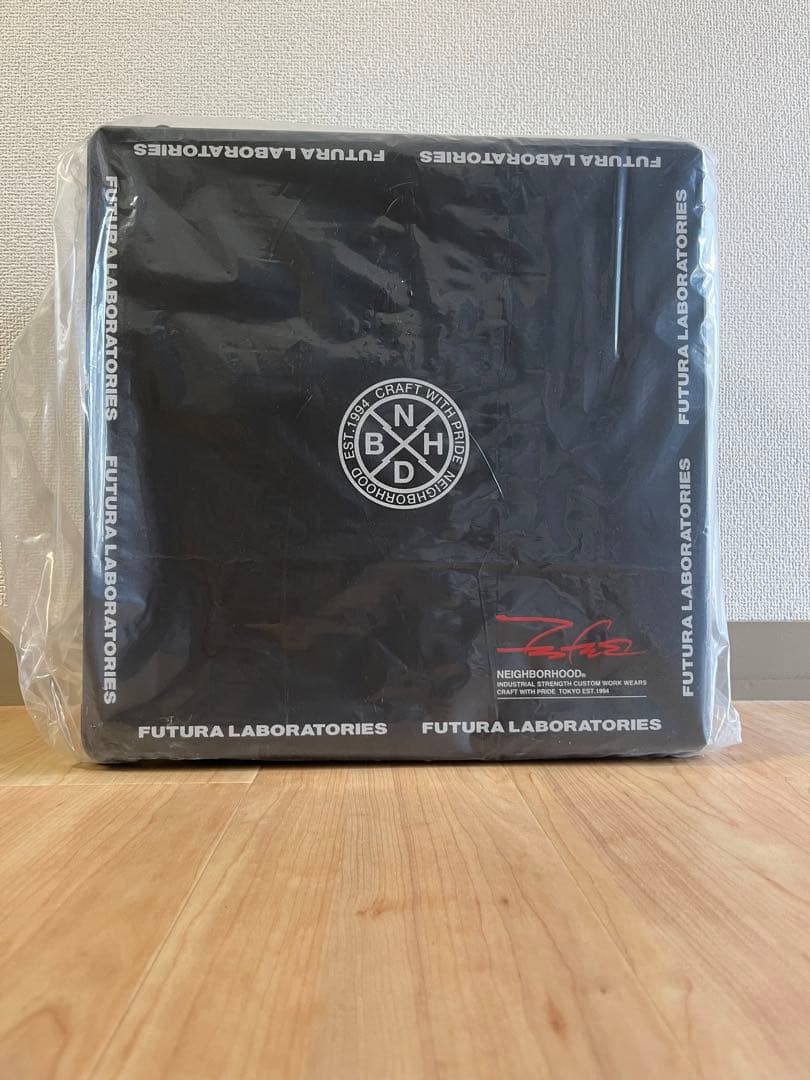 FUTURA LABORATORIES
FUTURA LABORATORIES
FUTURA LABORATORIES
FUTURA LABORATORIES
FUTURA LABORATORIES
FUTURA LABORATORIES
EST.1994 CRAFT WITH PRIDE NEIGHBORHOOD
N
B H
D
NEIGHBORHOOD®
INDUSTRIAL STRENGTH CUSTOM WORK WEARS
CRAFT WITH PRIDE TOKYO EST.1994
FUTURA LABORATORIES
FUTURA LABORATORIES